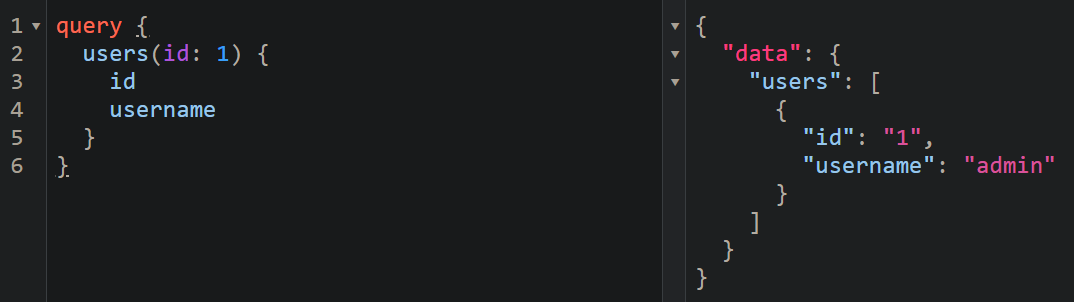 1 query {
2 users(id: 1) {
3 id
4 username
5 }
6 }
{
"data": {
"users": [
{
"id": "1",
"username": "admin"
}
]
}
}